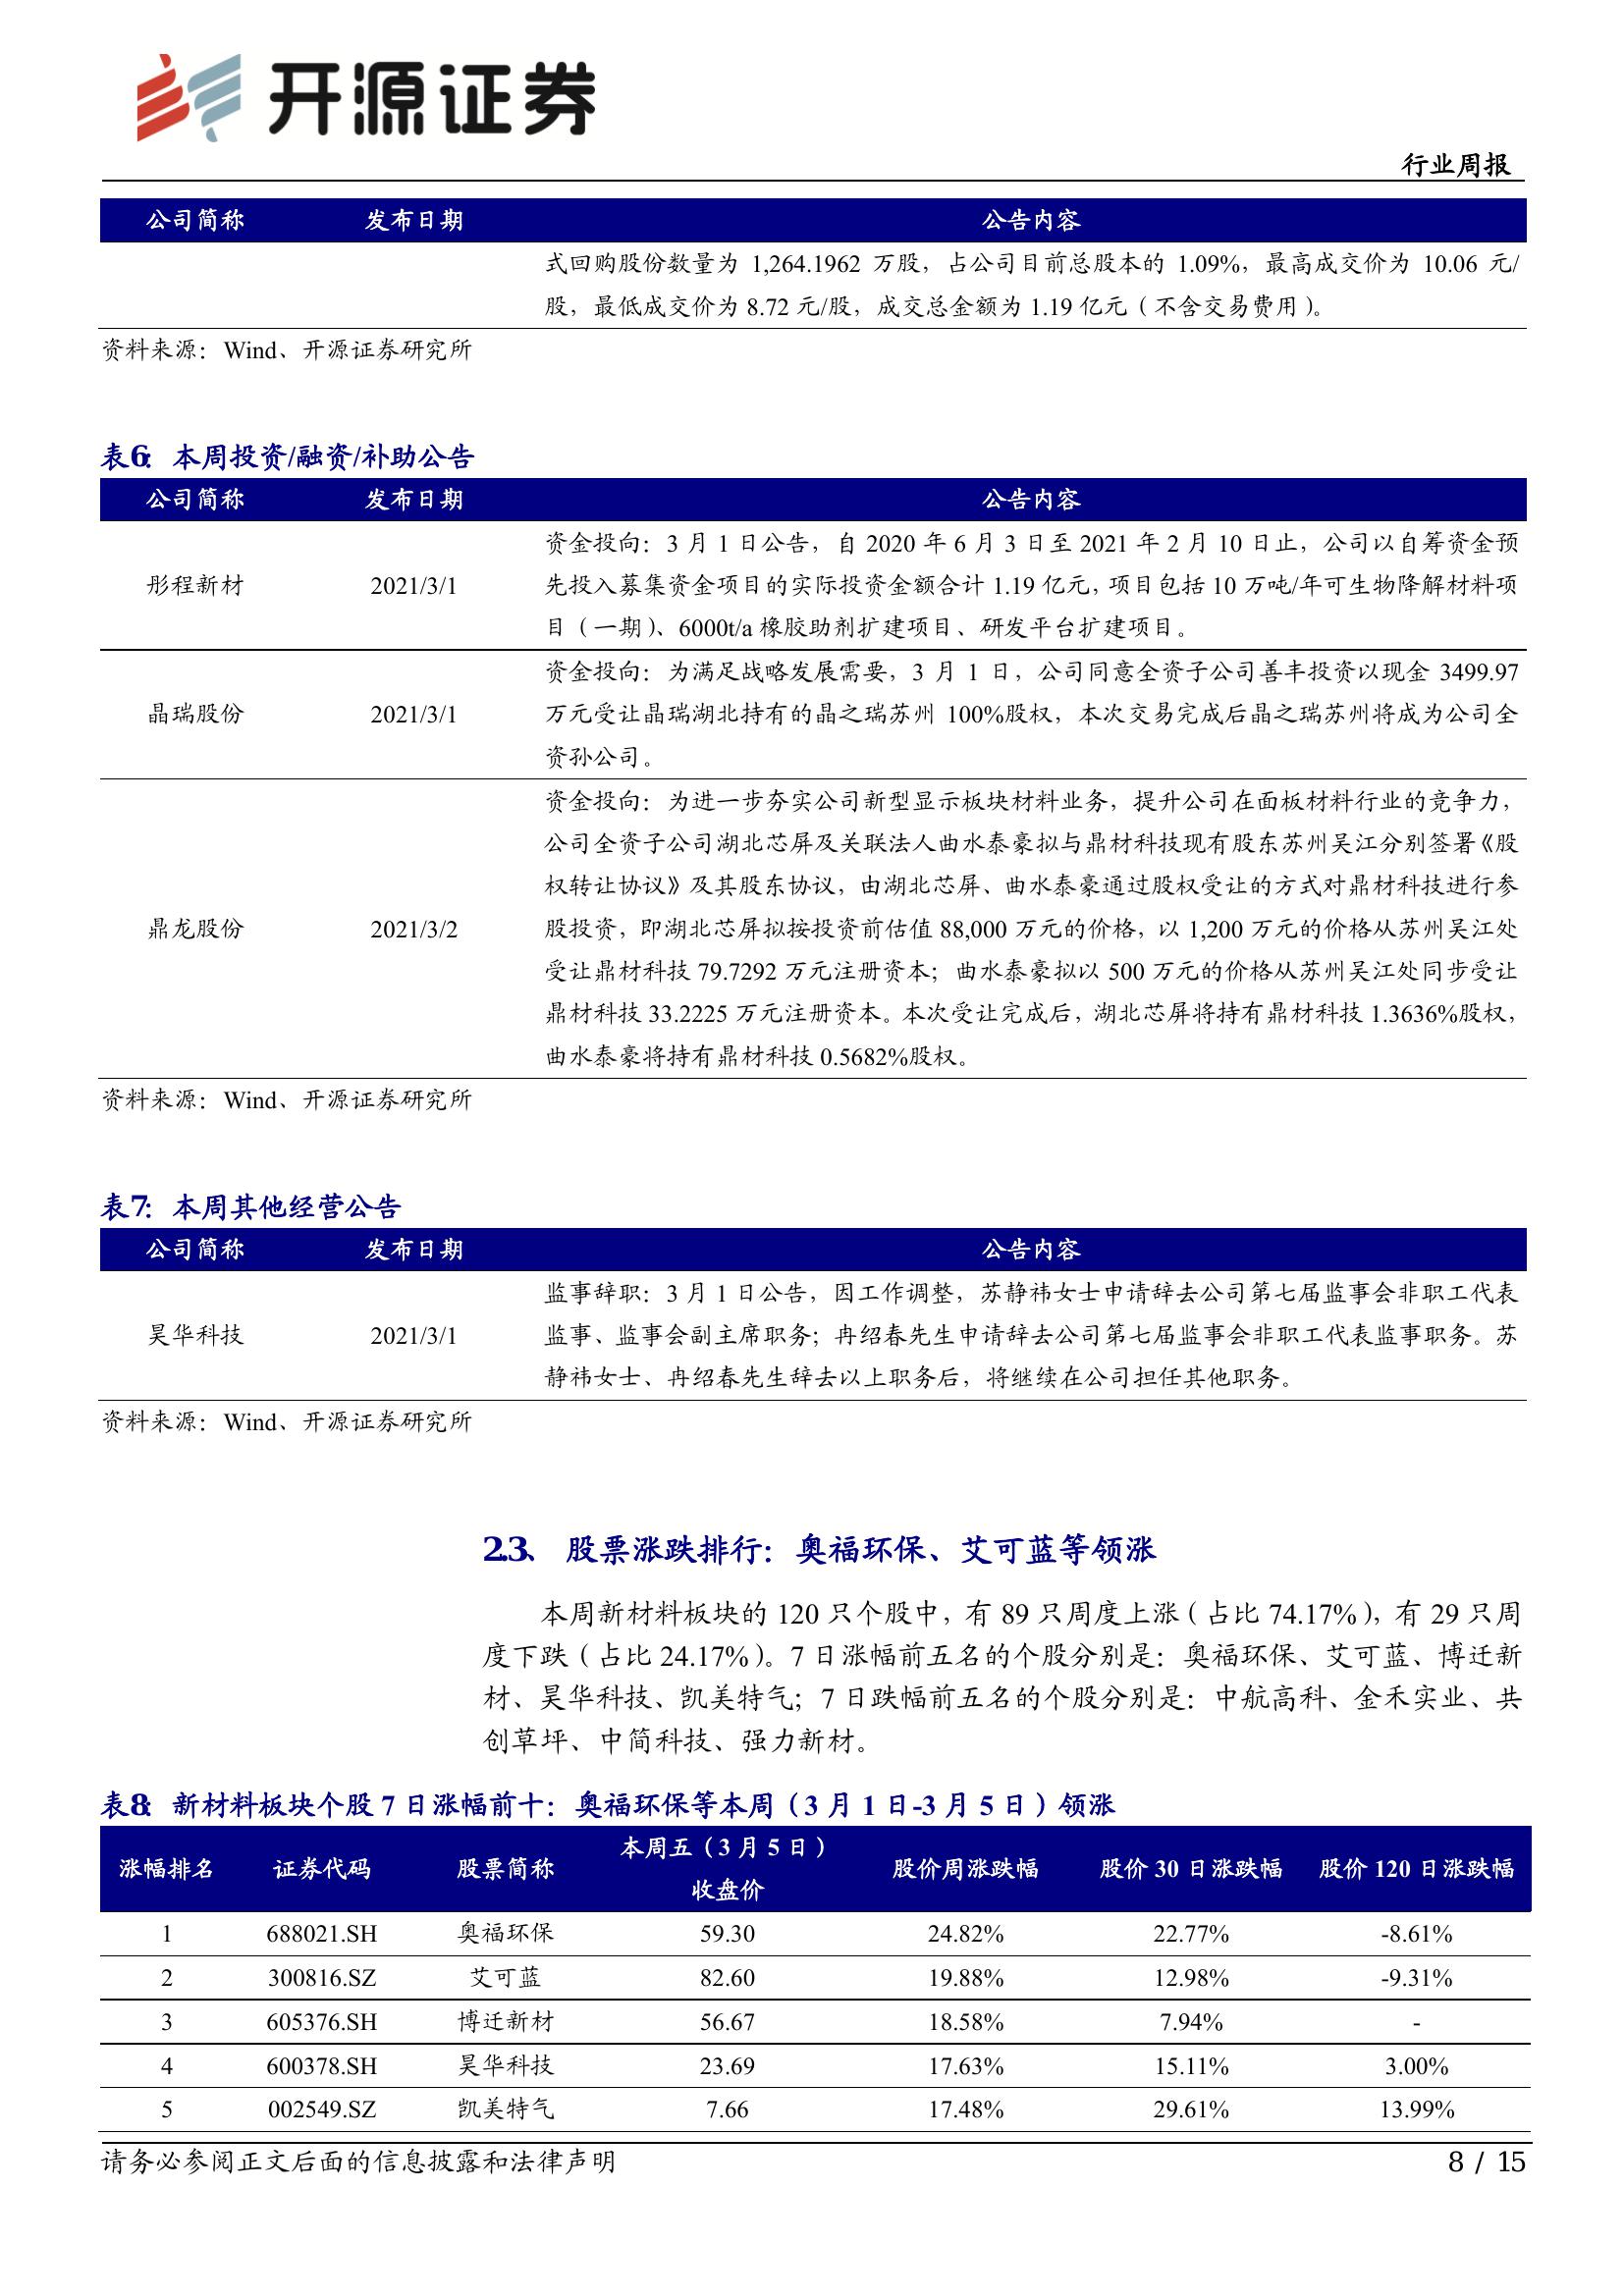 开源证券
行业周报
公司简称 发布日期 公告内容
式回购股份数量为 1,264.1962 万股，占公司目前总股本的 1.09%，最高成交价为 10.06 元/
股，最低成交价为 8.72 元/股，成交总金额为 1.19 亿元（不含交易费用）。
资料来源：Wind、开源证券研究所
表6：本周投资/融资/补助公告
公司简称 发布日期 公告内容
资金投向：3 月 1 日公告，自 2020 年 6 月 3 日至 2021 年 2 月 10 日止，公司以自筹资金预
彤程新材 2021/3/1 先投入募集资金项目的实际投资金额合计 1.19 亿元，项目包括 10 万吨/年可生物降解材料项
目（一期）、6000t/a 橡胶助剂扩建项目、研发平台扩建项目。
资金投向：为满足战略发展需要，3 月 1 日，公司同意全资子公司善丰投资以现金 3499.97
晶瑞股份 2021/3/1 万元受让晶瑞湖北持有的晶之瑞苏州 100%股权，本次交易完成后晶之瑞苏州将成为公司全
资孙公司。
资金投向：为进一步夯实公司新型显示板块材料业务，提升公司在面板材料行业的竞争力，
公司全资子公司湖北芯屏及关联法人曲水泰豪拟与鼎材科技现有股东苏州吴江分别签署《股
权转让协议》及其股东协议，由湖北芯屏、曲水泰豪通过股权受让的方式对鼎材科技进行参
鼎龙股份 2021/3/2 股投资，即湖北芯屏拟按投资前估值 88,000 万元的价格，以 1,200 万元的价格从苏州吴江处
受让鼎材科技 79.7292 万元注册资本；曲水泰豪拟以 500 万元的价格从苏州吴江处同步受让
鼎材科技 33.2225 万元注册资本。本次受让完成后，湖北芯屏将持有鼎材科技 1.3636%股权，
曲水泰豪将持有鼎材科技 0.5682%股权。
资料来源：Wind、开源证券研究所
表7：本周其他经营公告
公司简称 发布日期 公告内容
监事辞职：3 月 1 日公告，因工作调整，苏静祎女士申请辞去公司第七届监事会非职工代表
昊华科技 2021/3/1 监事、监事会副主席职务；冉绍春先生申请辞去公司第七届监事会非职工代表监事职务。苏
静祎女士、冉绍春先生辞去以上职务后，将继续在公司担任其他职务。
资料来源：Wind、开源证券研究所
2.3、 股票涨跌排行：奥福环保、艾可蓝等领涨
本周新材料板块的 120 只个股中，有 89 只周度上涨（占比 74.17%），有 29 只周
度下跌（占比 24.17%）。7 日涨幅前五名的个股分别是：奥福环保、艾可蓝、博迁新
材、昊华科技、凯美特气；7 日跌幅前五名的个股分别是：中航高科、金禾实业、共
创草坪、中简科技、强力新材。
表8：新材料板块个股 7 日涨幅前十：奥福环保等本周（3 月 1 日-3 月 5 日）领涨
涨幅排名 证券代码 股票简称 本周五（3 月 5 日） 股价周涨跌幅 股价 30 日涨跌幅 股价 120 日涨跌幅
收盘价
1 688021.SH 奥福环保 59.30 24.82% 22.77% -8.61%
2 300816.SZ 艾可蓝 82.60 19.88% 12.98% -9.31%
3 605376.SH 博迁新材 56.67 18.58% 7.94% -
4 600378.SH 昊华科技 23.69 17.63% 15.11% 3.00%
5 002549.SZ 凯美特气 7.66 17.48% 29.61% 13.99%
请务必参阅正文后面的信息披露和法律声明 8 / 15